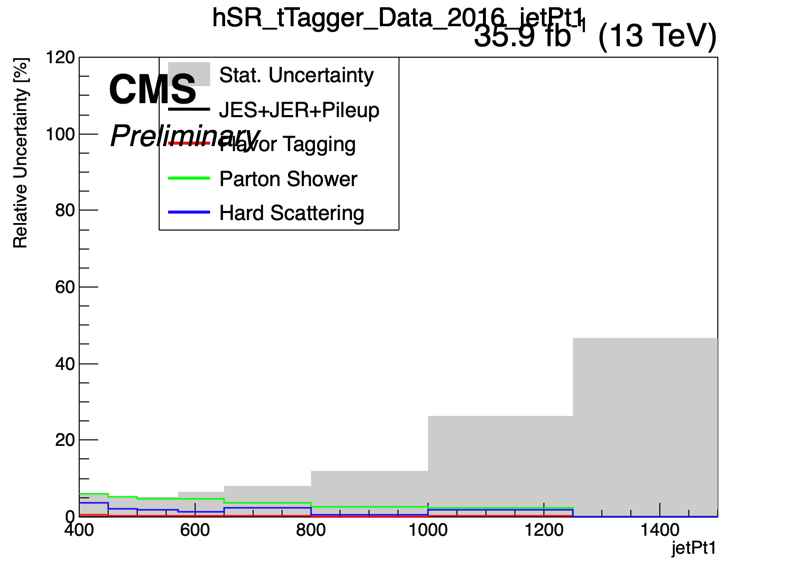 hSR_tTagger_Data_2016_jetPt1
35.9 fb-1 (13 TeV)
CMS
Preliminary
Stat. Uncertainty
JES+JER+Pileup
Flavor Tagging
Parton Shower
Hard Scattering
Relative Uncertainty [%]
120
100
80
60
40
20
0
400
600
800
1000
1200
1400
jetPt1